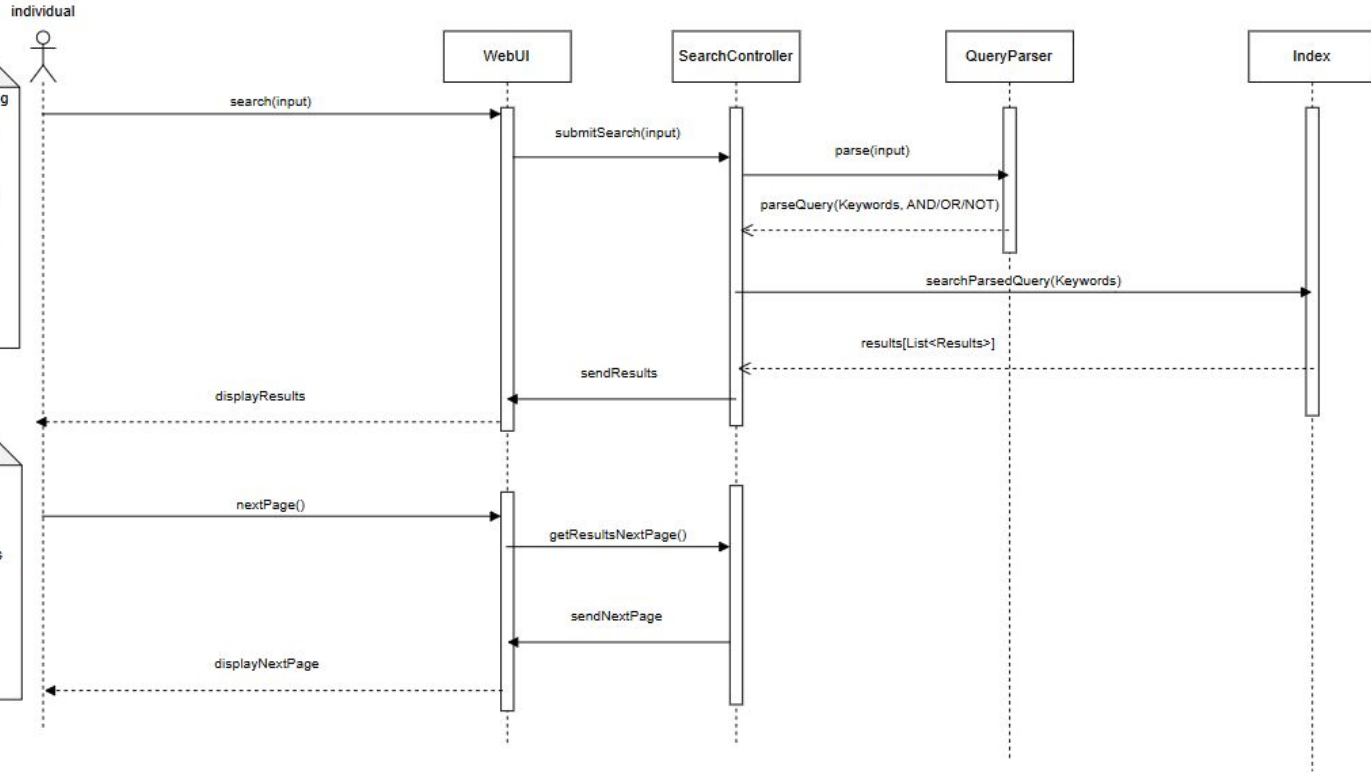 individual
WebUI
SearchController
QueryParser
Index
g
search(input)
submitSearch(input)
parse(input)
parseQuery(Keywords, AND/OR/NOT)
searchParsedQuery(Keywords)
results[List<Results>]
sendResults
displayResults
nextPage()
getResultsNextPage()
s
sendNextPage
displayNextPage